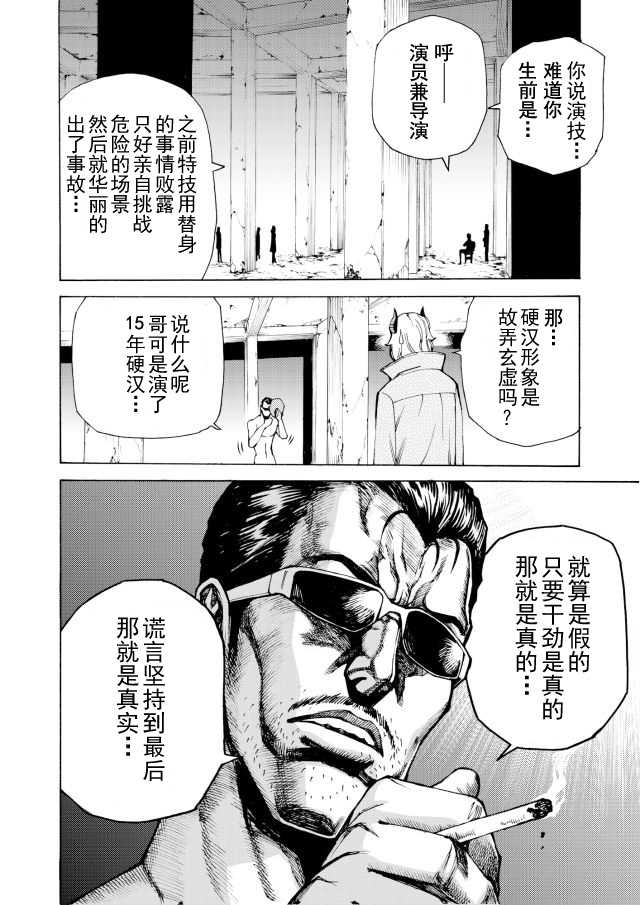 你说演技…
难道你
生前是…
呼——
演员兼导演
之前特技用替身
的事情败露
只好亲自挑战
危险的场景
然后就华丽的
出了事故…
那…
硬汉形象是
故弄玄虚吗？
说什么呢
哥可是演了
15年硬汉…
就算是假的
只要干劲是真的
那就是真的…
谎言坚持到最后
那就是真实…